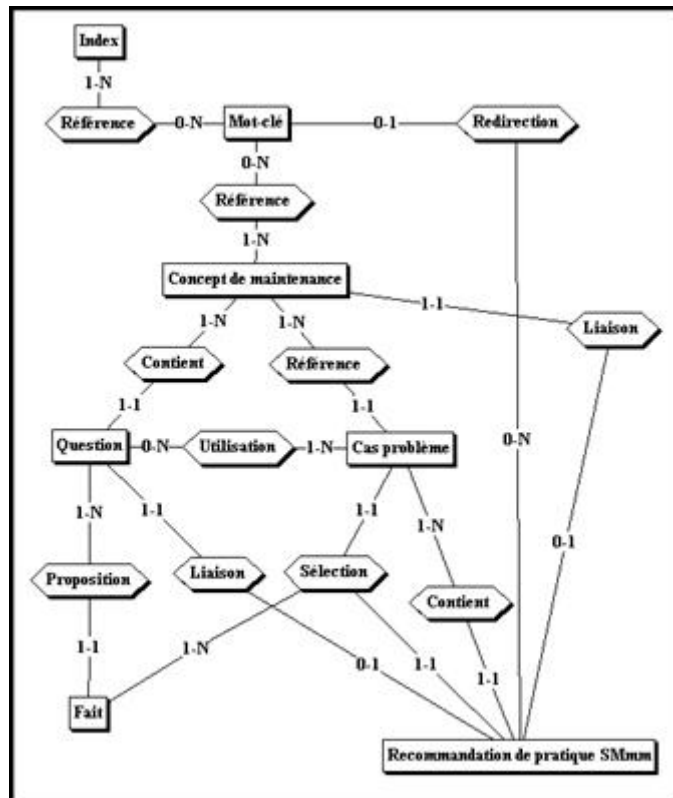 Index
1-N
Référence 0-N Mot-clé 0-1 Redirection
0-N
Référence
1-N
Concept de maintenance
1-N 1-N 1-1
Liaison
Contient Référence
1-1 1-1
0-N
Question 0-N Utilisation 1-N Cas problème
1-N 1-1 1-1 1-N
0-1
Proposition Liaison Sélection
Contient
1-1 1-N 0-1 1-1 1-1
Fait
Recommandation de pratique SMmm